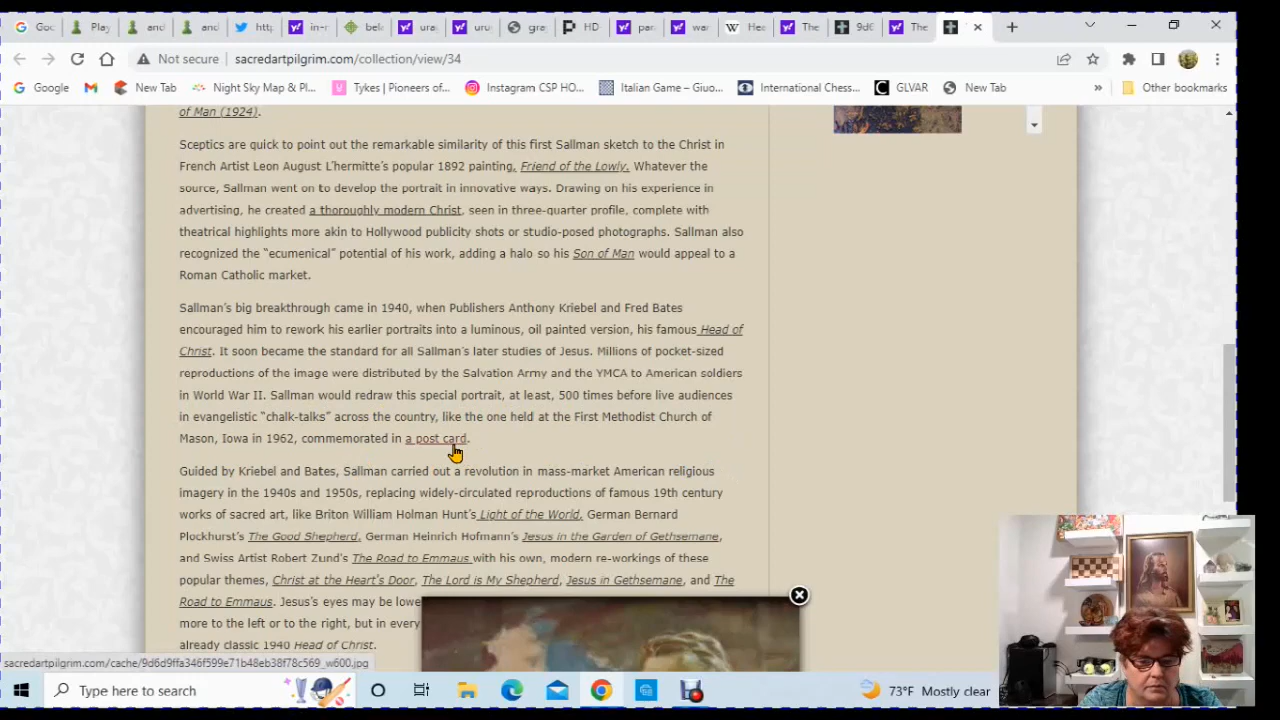 Goc
Play
and
and
http
in-r
bel
ura
uru
gra
HD
par
war
Hea
The
9d6
The
Not secure
sacredartpilgrim.com/collection/view/34
Google
New Tab
Night Sky Map & Pl...
Tykes | Pioneers of...
Instagram CSP HO...
Italian Game – Giuo...
International Chess...
GLVAR
New Tab
»
Other bookmarks
of Man (1924).
Sceptics are quick to point out the remarkable similarity of this first Sallman sketch to the Christ in
French Artist Leon August L'hermitte's popular 1892 painting, Friend of the Lowly. Whatever the
source, Sallman went on to develop the portrait in innovative ways. Drawing on his experience in
advertising, he created a thoroughly modern Christ, seen in three-quarter profile, complete with
theatrical highlights more akin to Hollywood publicity shots or studio-posed photographs. Sallman also
recognized the "ecumenical" potential of his work, adding a halo so his Son of Man would appeal to a
Roman Catholic market.
Sallman's big breakthrough came in 1940, when Publishers Anthony Kriebel and Fred Bates
encouraged him to rework his earlier portraits into a luminous, oil painted version, his famous Head of
Christ. It soon became the standard for all Sallman's later studies of Jesus. Millions of pocket-sized
reproductions of the image were distributed by the Salvation Army and the YMCA to American soldiers
in World War II. Sallman would redraw this special portrait, at least, 500 times before live audiences
in evangelistic "chalk-talks" across the country, like the one held at the First Methodist Church of
Mason, Iowa in 1962, commemorated in a post card.
Guided by Kriebel and Bates, Sallman carried out a revolution in mass-market American religious
imagery in the 1940s and 1950s, replacing widely-circulated reproductions of famous 19th century
works of sacred art, like Briton William Holman Hunt's Light of the World, German Bernard
Plockhurst's The Good Shepherd, German Heinrich Hofmann's Jesus in the Garden of Gethsemane,
and Swiss Artist Robert Zund's The Road to Emmaus with his own, modern re-workings of these
popular themes, Christ at the Heart's Door, The Lord is My Shepherd, Jesus in Gethsemane, and The
Road to Emmaus. Jesus's eyes may be lowe
more to the left or to the right, but in every
already classic 1940 Head of Christ.
sacredartpilgrim.com/cache/9d6d9ffa346f599e71b48eb38f78c569_w600.jpg
Type here to search
73°F Mostly clear